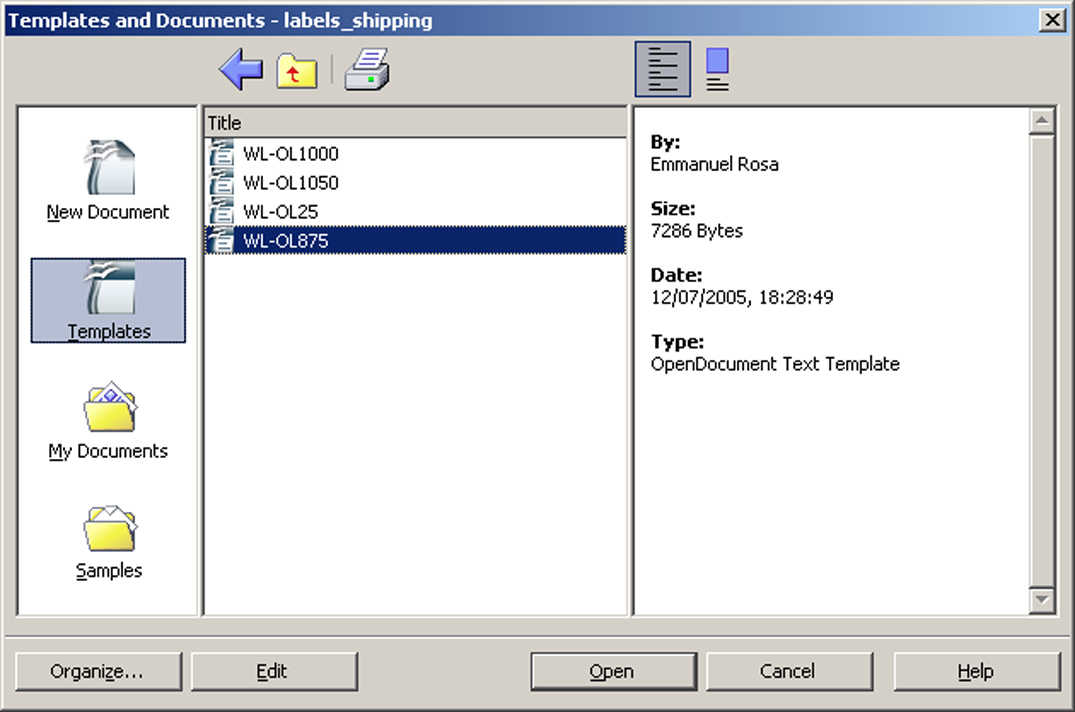 Templates and Documents - labels_shipping
New Document
Templates
My Documents
Samples
Title
WL-OL1000
WL-OL1050
WL-OL25
WL-OL875
By:
Emmanuel Rosa
Size:
7286 Bytes
Date:
12/07/2005, 18:28:49
Type:
OpenDocument Text Template
Organize...
Edit
Open
Cancel
Help